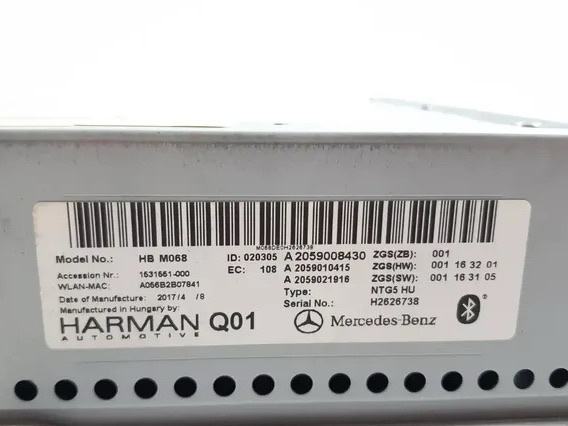 M068DE0H2626738
Model No.: HB M068 ID: 020305 A 2059008430 ZGS(ZB): 001
Accession Nr.: 1531661-000 EC: 108 A 2059010415 ZGS(HW): 001 16 32 01
WLAN-MAC: A056B2B07841 A 2059021916 ZGS(SW): 001 16 31 05
Date of Manufacture: 2017/4 /8 Type: NTG5 HU
Manufactured in Hungary by: Serial No.: H2626738
HARMAN Q01 Mercedes-Benz
AUTOMOTIVE